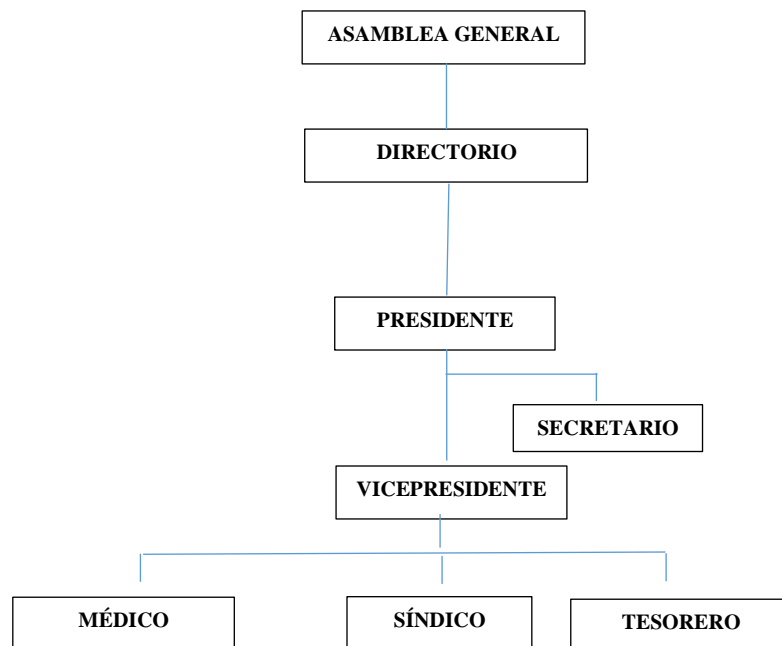 ASAMBLEA GENERAL
DIRECTORIO
PRESIDENTE
SECRETARIO
VICEPRESIDENTE
MÉDICO
SÍNDICO
TESORERO